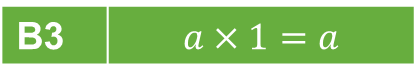 B3 a × 1 = a